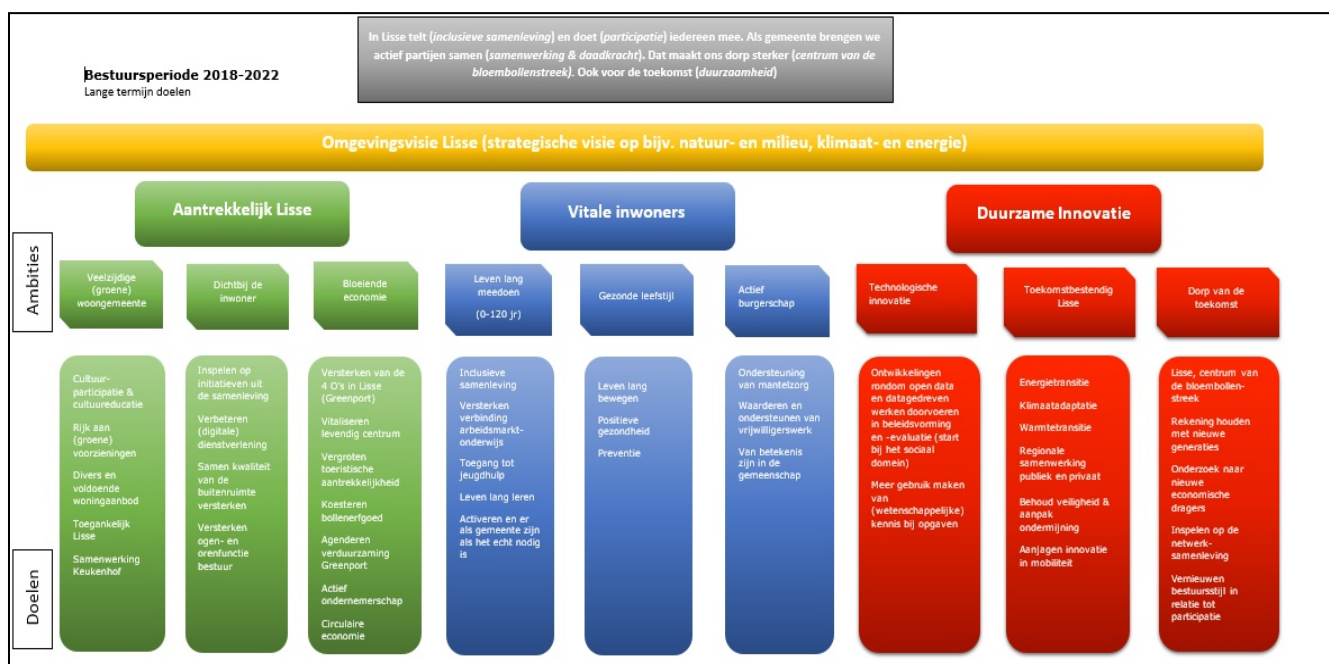 In Lisse telt (inclusieve samenleving) en doet (participatie) iedereen mee. Als gemeente brengen we
actief partijen samen (samenwerking & daadkracht). Dat maakt ons dorp sterker (centrum van de
bloembollenstreek). Ook voor de toekomst (duurzaamheid)
Bestuursperiode 2018-2022
Lange termijn doelen
Omgevingsvisie Lisse (strategische visie op bijv. natuur- en milieu, klimaat- en energie)
Aantrekkelijk Lisse
Vitale inwoners
Duurzame Innovatie
Ambities
Veelzijdige
(groene)
woongemeente
Dichtbij de
inwoner
Bloeiende
economie
Leven lang
meedoen
(0-120 jr)
Gezonde leefstijl
Actief
burgerschap
Technologische
innovatie
Toekomstbestendig
Lisse
Dorp van de
toekomst
Doelen
Cultuur-
participatie &
cultuureducatie
Rijk aan
(groene)
voorzieningen
Divers en
voldoende
woningaanbod
Toegankelijk
Lisse
Samenwerking
Keukenhof
Inspelen op
initiatieven uit
de samenleving
Verbeteren
(digitale)
dienstverlening
Samen kwaliteit
van de
buitenruimte
versterken
Versterken
ogen- en
orenfunctie
bestuur
Versterken van de
4 O's in Lisse
(Greenport)
Vitaliseren
levendig centrum
Vergroten
toeristische
aantrekkelijkheid
Koesteren
bollenerfgoed
Agenderen
verduurzaming
Greenport
Actief
ondernemerschap
Circulaire
economie
Inclusieve
samenleving
Versterken
verbinding
arbeidsmarkt-
onderwijs
Toegang tot
jeugdhulp
Leven lang leren
Activeren en er
als gemeente zijn
als het echt nodig
is
Leven lang
bewegen
Positieve
gezondheid
Preventie
Ondersteuning
van mantelzorg
Waarderen en
ondersteunen van
vrijwilligerswerk
Van betekenis
zijn in de
gemeenschap
Ontwikkelingen
rondom open data
en datagedreven
werken doorvoeren
in beleidsvorming
en -evaluatie (start
bij het sociaal
domein)
Meer gebruik maken
van
(wetenschappelijke)
kennis bij opgaven
Energietransitie
Klimaatadaptatie
Warmtetransitie
Regionale
samenwerking
publiek en privaat
Behoud veiligheid &
aanpak
ondermijning
Aanjagen innovatie
in mobiliteit
Lisse, centrum van
de bloembollen-
streek
Rekening houden
met nieuwe
generaties
Onderzoek naar
nieuwe
economische
dragers
Inspelen op de
netwerk-
samenleving
Vernieuwen
bestuursstijl in
relatie tot
participatie